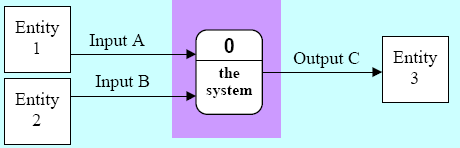 Entity
1
Input A
Input B
Entity
2
0
the
system
Output C
Entity
3